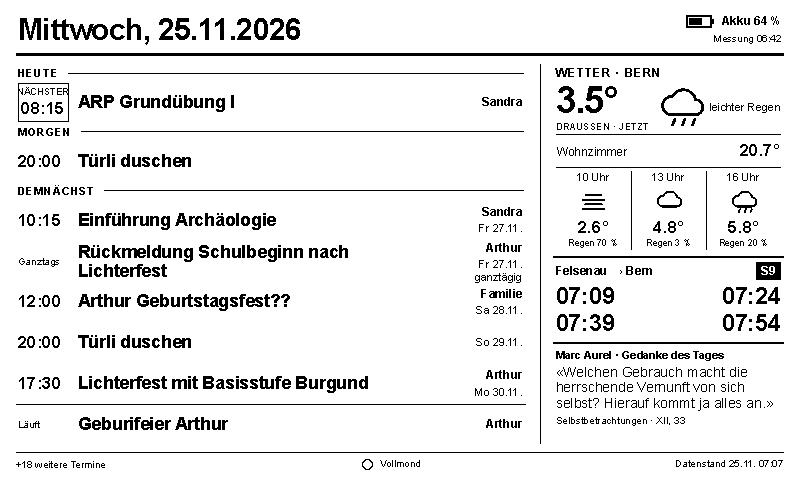 Mittwoch, 25.11.2026
Akku 64 %
Messung 06:42
HEUTE
NÄCHSTER
08:15 ARP Grundübung I Sandra
MORGEN
20:00 Türli duschen
DEMNÄCHST
10:15 Einführung Archäologie Sandra
Fr 27.11.
Ganztags Rückmeldung Schulbeginn nach
Lichterfest
Arthur
Fr 27.11.
ganztägig
12:00 Arthur Geburtstagsfest?? Familie
Sa 28.11.
20:00 Türli duschen So 29.11.
17:30 Lichterfest mit Basisstufe Burgund Arthur
Mo 30.11.
Läuft Geburifeier Arthur Arthur
WETTER · BERN
3.5°
leichter Regen
DRAUSSEN · JETZT
Wohnzimmer 20.7°
10 Uhr 13 Uhr 16 Uhr
2.6° 4.8° 5.8°
Regen 70 % Regen 3 % Regen 20 %
Felsenau › Bern S9
07:09 07:24
07:39 07:54
Marc Aurel · Gedanke des Tages
«Welchen Gebrauch macht die
herrschende Vernunft von sich
selbst? Hierauf kommt ja alles an.»
Selbstbetrachtungen · XII, 33
+18 weitere Termine
Vollmond
Datenstand 25.11. 07:07